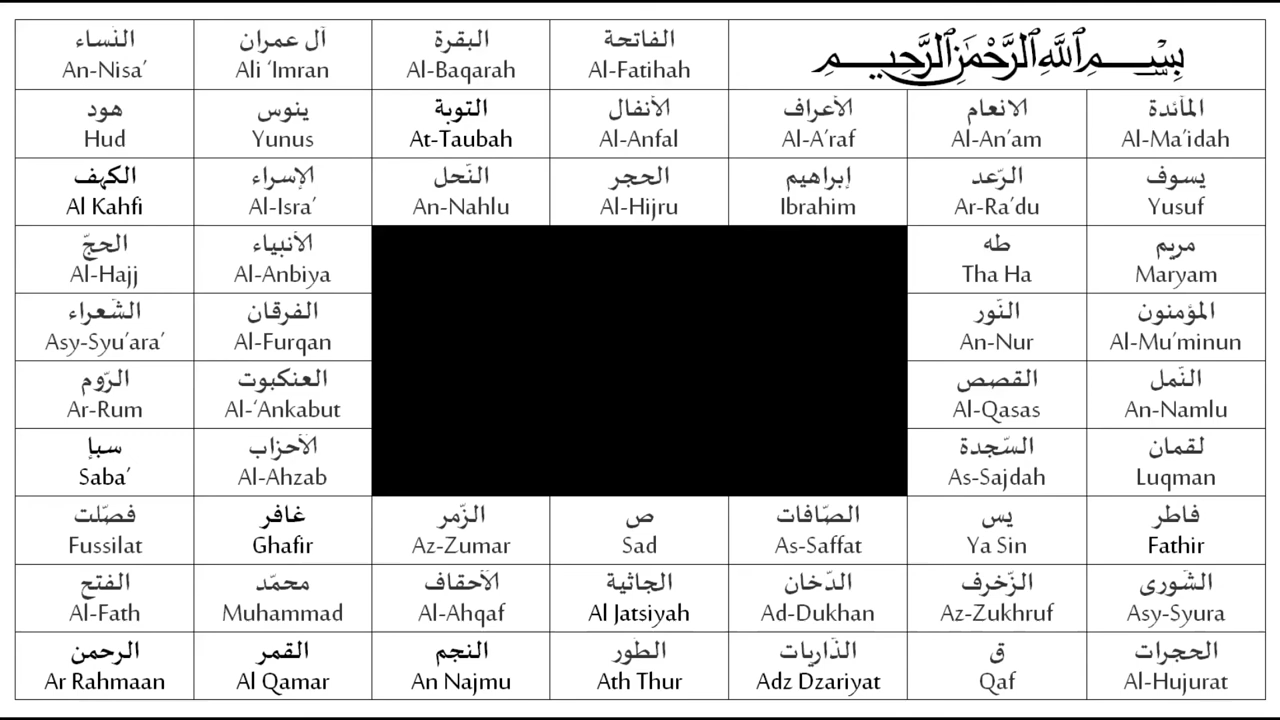 بِسْمِ ٱللَّهِ ٱلرَّحْمَٰنِ ٱلرَّحِيمِ
الفاتحة
Al-Fatihah
البقرة
Al-Baqarah
آل عمران
Ali ‘Imran
النّساء
An-Nisa’
المآئدة
Al-Ma’idah
الانعام
Al-An’am
الأعراف
Al-A’raf
الأنفال
Al-Anfal
التوبة
At-Taubah
ينوس
Yunus
هود
Hud
يسوف
Yusuf
الرّعد
Ar-Ra’du
إبراهيم
Ibrahim
الحجر
Al-Hijru
النّحل
An-Nahlu
الإسراء
Al-Isra’
الكهف
Al Kahfi
مريم
Maryam
طه
Tha Ha
الأنبياء
Al-Anbiya
الحجّ
Al-Hajj
المؤمنون
Al-Mu’minun
النّور
An-Nur
الفرقان
Al-Furqan
الشّعراء
Asy-Syu’ara’
النّمل
An-Namlu
القصص
Al-Qasas
العنكبوت
Al-‘Ankabut
الرّوم
Ar-Rum
لقمان
Luqman
السّجدة
As-Sajdah
الأحزاب
Al-Ahzab
سبإ
Saba’
فاطر
Fathir
يس
Ya Sin
الصّافات
As-Saffat
ص
Sad
الزّمر
Az-Zumar
غافر
Ghafir
فصّلت
Fussilat
الشّورى
Asy-Syura
الزّخرف
Az-Zukhruf
الدّخان
Ad-Dukhan
الجاثية
Al Jatsiyah
الأحقاف
Al-Ahqaf
محمّد
Muhammad
الفتح
Al-Fath
الحجرات
Al-Hujurat
ق
Qaf
الذّاريات
Adz Dzariyat
الطّور
Ath Thur
النجم
An Najmu
القمر
Al Qamar
الرحمن
Ar Rahmaan